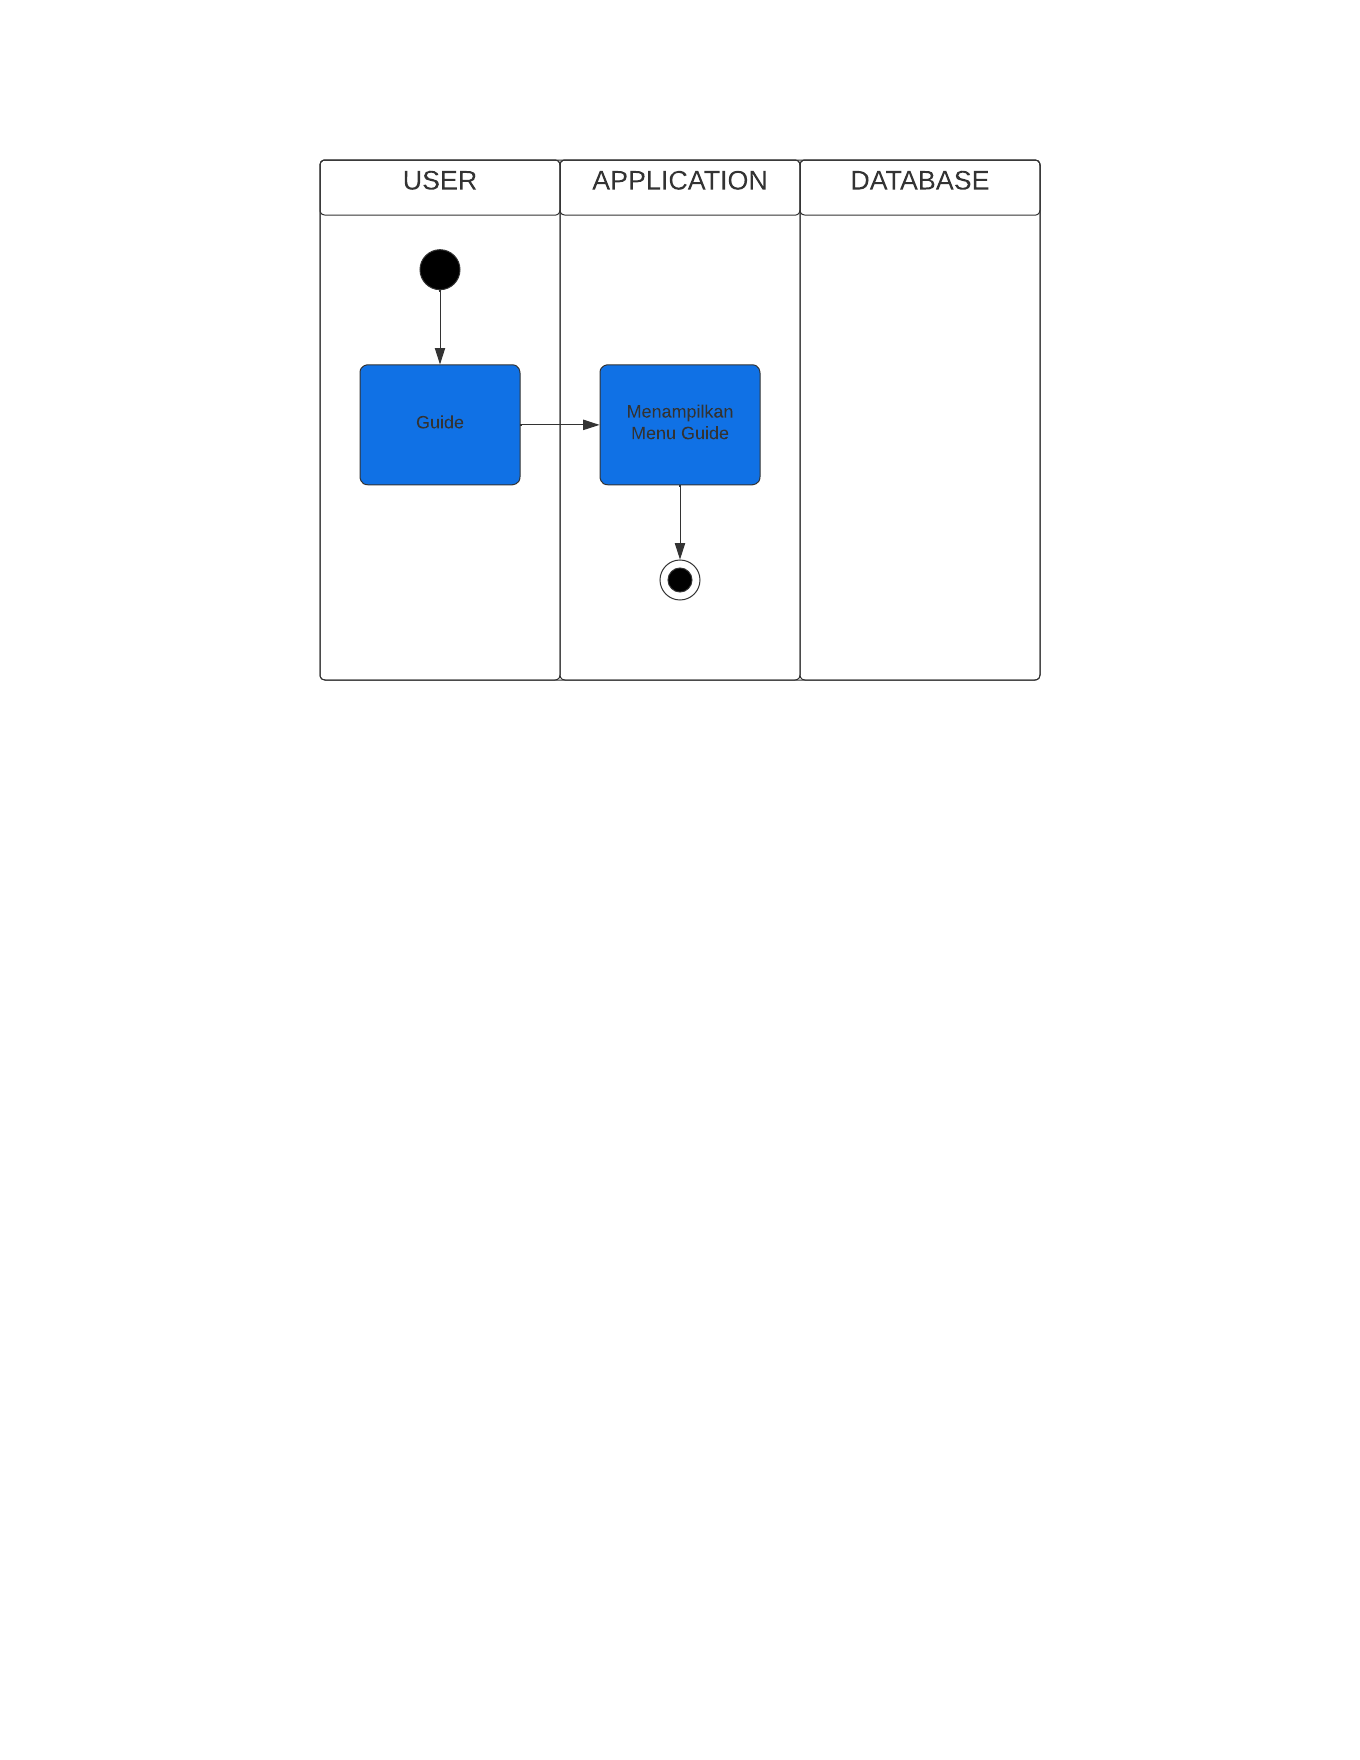 USER
APPLICATION
DATABASE
Guide
Menampilkan
Menu Guide